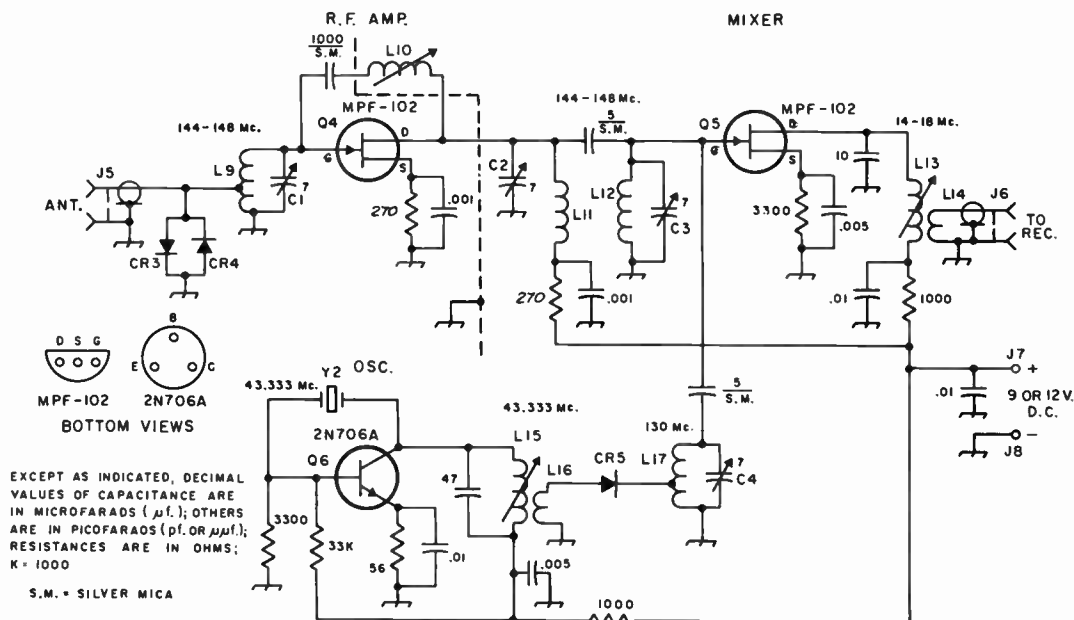 R.F. AMP.
MIXER
1000
S.M.
L10
MPF-102
144-148 Mc.
Q4
D
G
S
L9
7
C1
J5
ANT.
CR3
CR4
270
.001
C2
7
144-148 Mc.
5
S.M.
L11
L12
7
C3
270
.001
Q5
MPF-102
D
G
S
14-18 Mc.
10
L13
L14
J6
TO
REC.
3300
.005
.01
1000
D S G
MPF-102
B
E
C
2N706A
BOTTOM VIEWS
43.333 Mc.
Y2
OSC.
2N706A
Q6
43.333 Mc.
L15
47
L16
CR5
130 Mc.
L17
7
C4
5
S.M.
.01
J7
+
9 OR 12 V.
D.C.
J8
-
EXCEPT AS INDICATED, DECIMAL
VALUES OF CAPACITANCE ARE
IN MICROFARADS (μf.); OTHERS
ARE IN PICOFARADS (pf. OR μμf.);
RESISTANCES ARE IN OHMS;
K = 1000
S.M. = SILVER MICA
3300
33K
56
.01
.005
1000